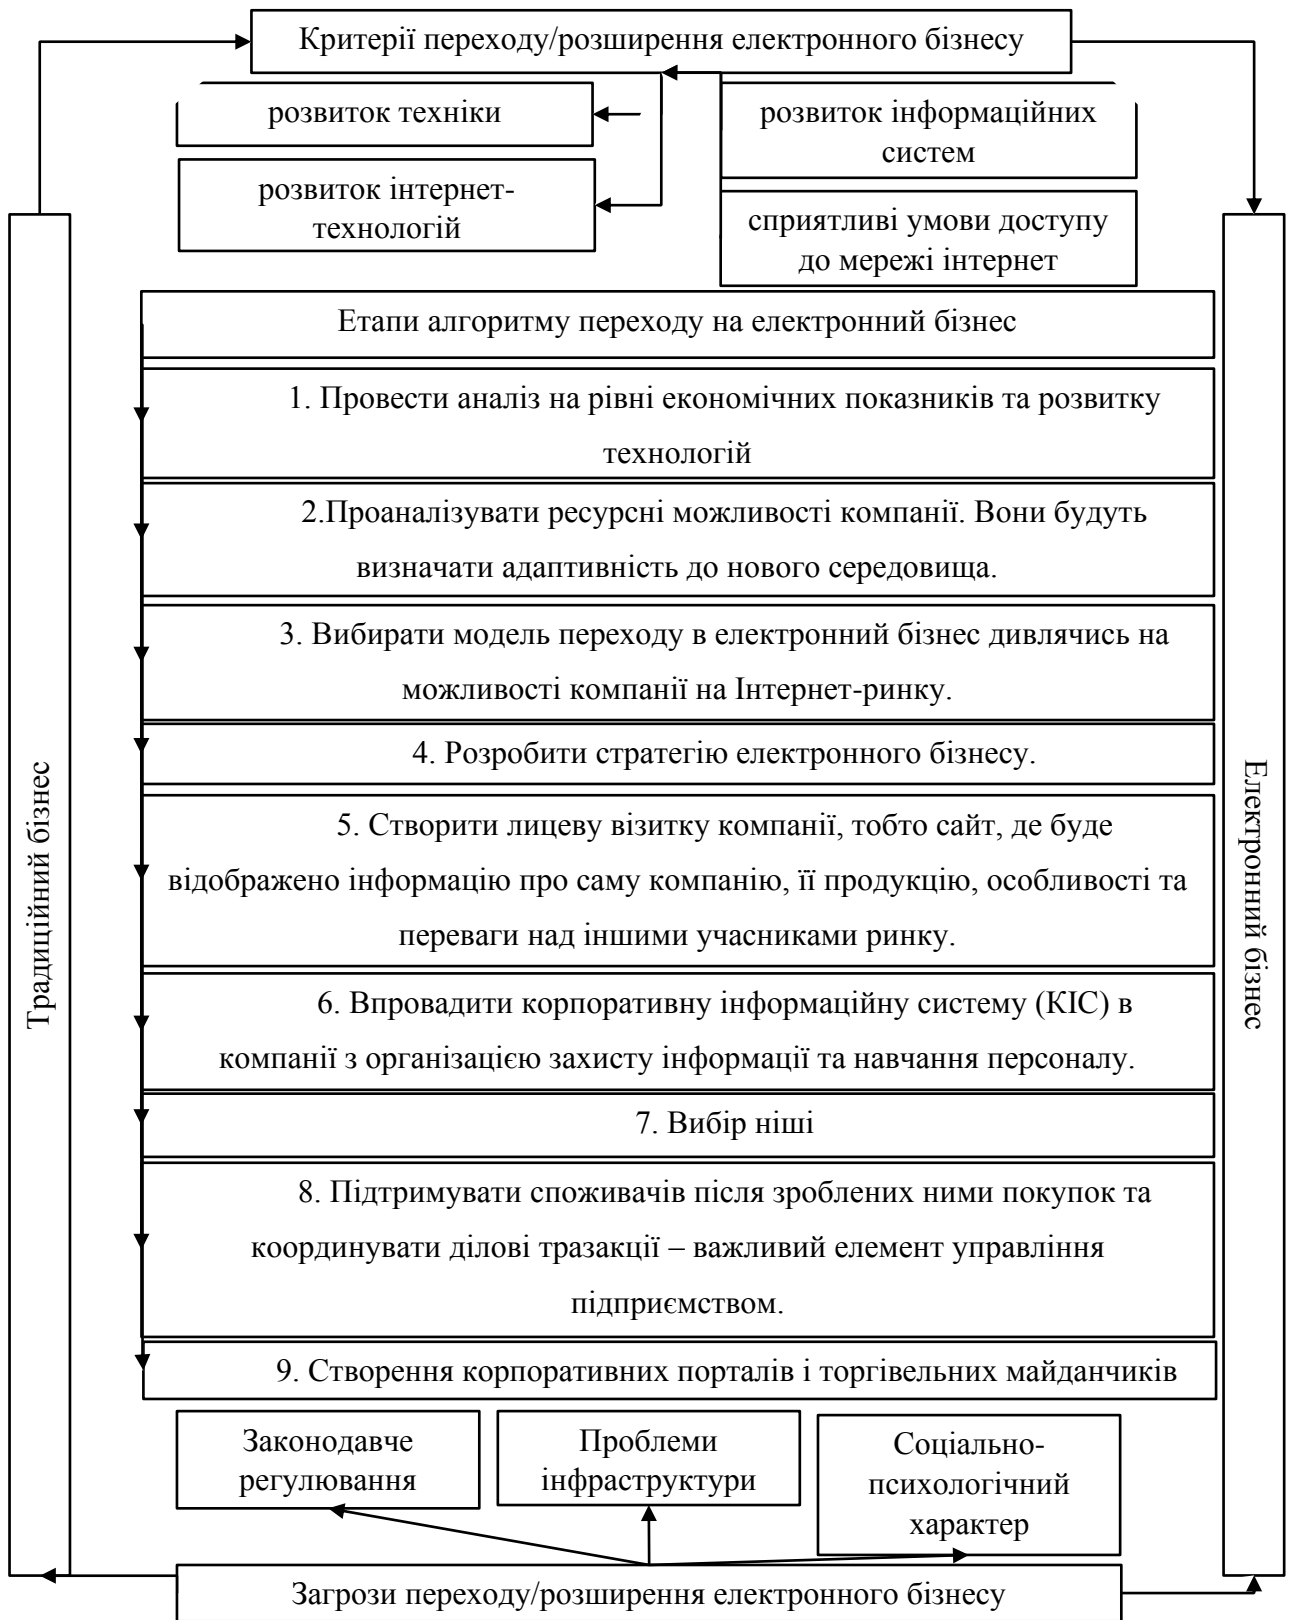 Критерії переходу/розширення електронного бізнесу
розвиток техніки
розвиток інформаційних
систем
розвиток інтернет-
технологій
сприятливі умови доступу
до мережі інтернет
Етапи алгоритму переходу на електронний бізнес
1. Провести аналіз на рівні економічних показників та розвитку
технологій
2.Проаналізувати ресурсні можливості компанії. Вони будуть
визначати адаптивність до нового середовища.
3. Вибирати модель переходу в електронний бізнес дивлячись на
можливості компанії на Інтернет-ринку.
4. Розробити стратегію електронного бізнесу.
5. Створити лицеву візитку компанії, тобто сайт, де буде
відображено інформацію про саму компанію, її продукцію, особливості та
переваги над іншими учасниками ринку.
6. Впровадити корпоративну інформаційну систему (КІС) в
компанії з організацією захисту інформації та навчання персоналу.
7. Вибір ніші
8. Підтримувати споживачів після зроблених ними покупок та
координувати ділові тразакції – важливий елемент управління
підприємством.
9. Створення корпоративних порталів і торгівельних майданчиків
Традиційний бізнес
Електронний бізнес
Законодавче
регулювання
Проблеми
інфраструктури
Соціально-
психологічний
характер
Загрози переходу/розширення електронного бізнесу